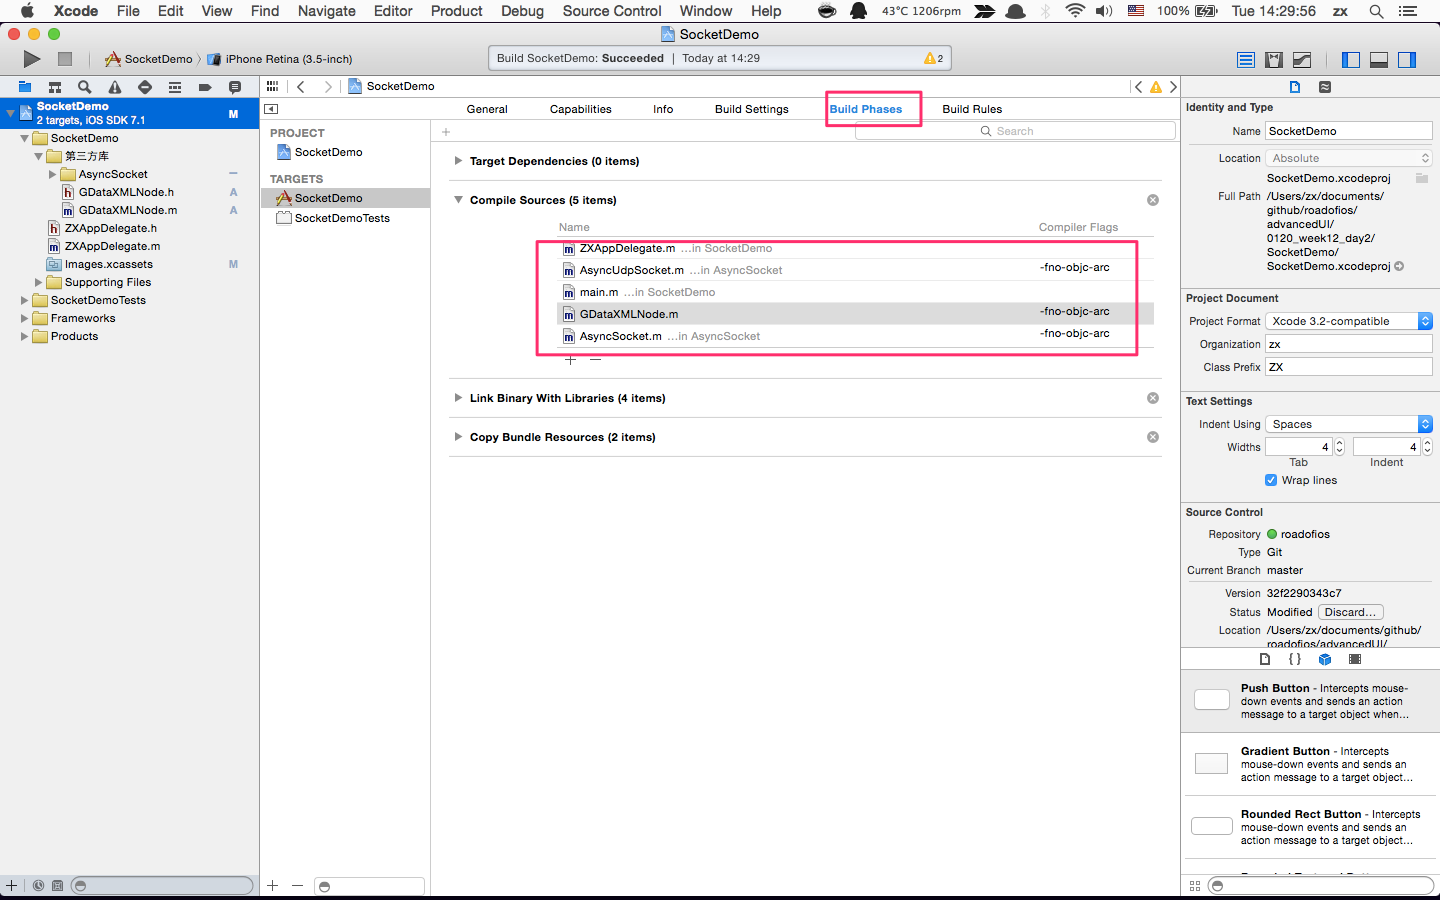 Xcode File Edit View Find Navigate Editor Product Debug Source Control Window Help 43°C 1206rpm 100% Tue 14:29:56 zx
SocketDemo
SocketDemo iPhone Retina (3.5-inch)
Build SocketDemo: Succeeded | Today at 14:29 2
SocketDemo
2 targets, iOS SDK 7.1
M
SocketDemo
第三方库
AsyncSocket
GDataXMLNode.h A
GDataXMLNode.m A
ZXAppDelegate.h
ZXAppDelegate.m
Images.xcassets M
Supporting Files
SocketDemoTests
Frameworks
Products
SocketDemo
General Capabilities Info Build Settings Build Phases Build Rules
PROJECT
SocketDemo
TARGETS
SocketDemo
SocketDemoTests
Search
Target Dependencies (0 items)
Compile Sources (5 items)
Name Compiler Flags
ZXAppDelegate.m ...in SocketDemo
AsyncUdpSocket.m ...in AsyncSocket -fno-objc-arc
main.m ...in SocketDemo
GDataXMLNode.m -fno-objc-arc
AsyncSocket.m ...in AsyncSocket -fno-objc-arc
Link Binary With Libraries (4 items)
Copy Bundle Resources (2 items)
Identity and Type
Name SocketDemo
Location Absolute
SocketDemo.xcodeproj
Full Path /Users/zx/documents/
github/roadofios/
advancedUI/
0120_week12_day2/
SocketDemo/
SocketDemo.xcodeproj
Project Document
Project Format Xcode 3.2-compatible
Organization zx
Class Prefix ZX
Text Settings
Indent Using Spaces
Widths 4 4
Tab Indent
Wrap lines
Source Control
Repository roadofios
Type Git
Current Branch master
Version 32f2290343c7
Status Modified Discard...
Location /Users/zx/documents/github/
roadofios/advancedUI/
Push Button - Intercepts mouse-
down events and sends an action
message to a target object when...
Gradient Button - Intercepts
mouse-down events and sends an
action message to a target object...
Rounded Rect Button - Intercepts
mouse-down events and sends an
action message to a target object...